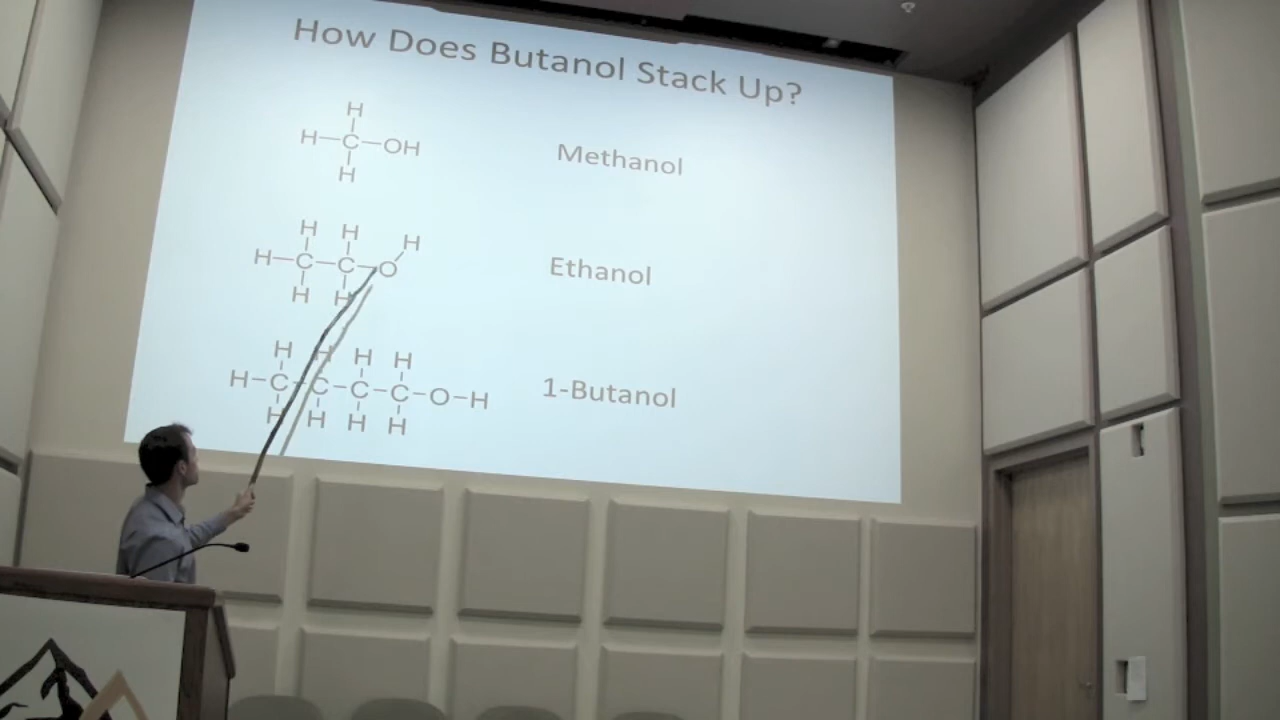 How Does Butanol Stack Up?
H
H-C-OH
H
Methanol
H H H
H-C-C-O
H H
Ethanol
H H H H
H-C-C-C-C-O-H
H H H H
1-Butanol